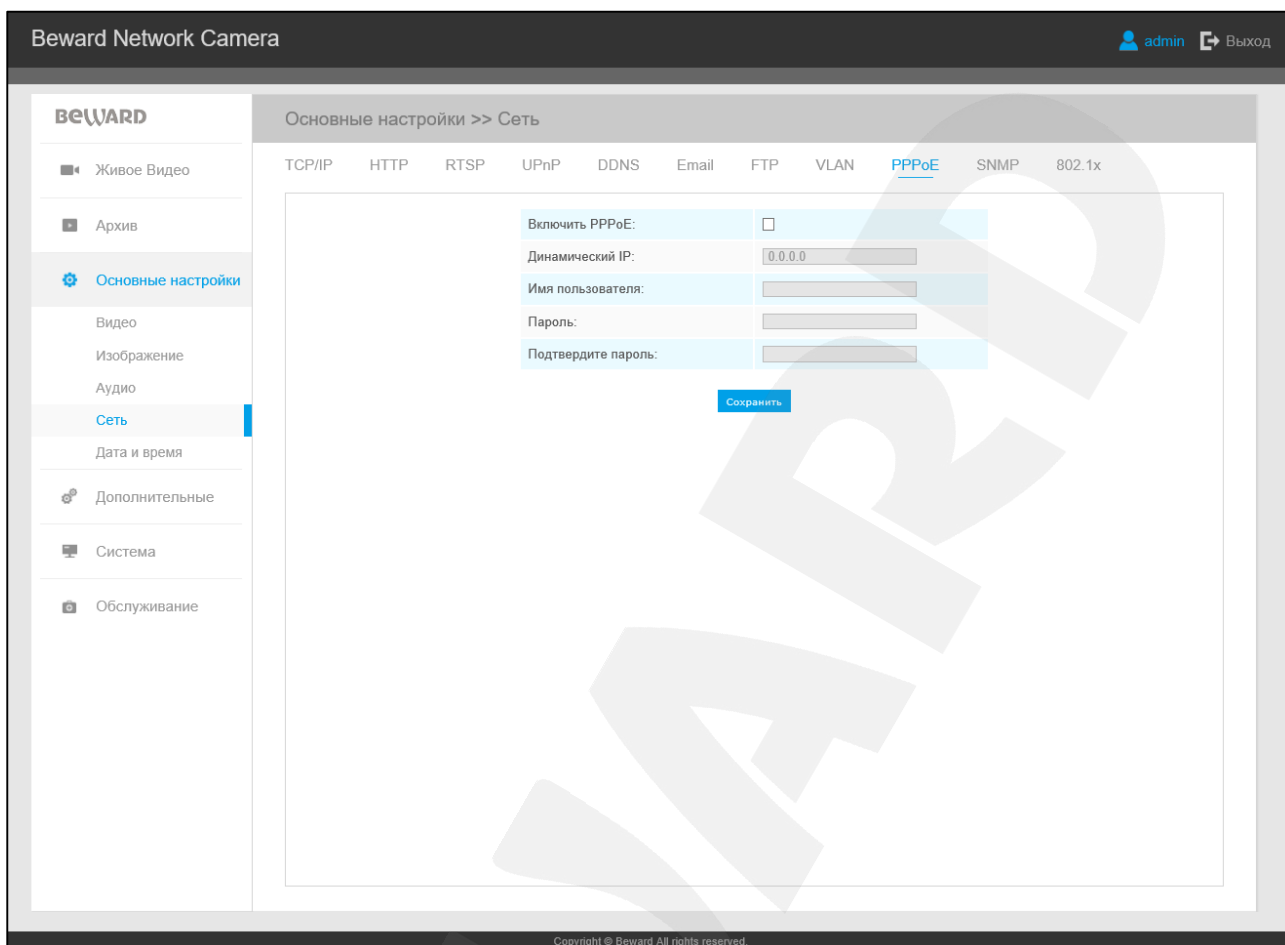 Beward Network Camera
admin Выход
BEWARD
Основные настройки >> Сеть
Живое Видео
Архив
Основные настройки
Видео
Изображение
Аудио
Сеть
Дата и время
Дополнительные
Система
Обслуживание
TCP/IP HTTP RTSP UPnP DDNS Email FTP VLAN PPPoE SNMP 802.1x
Включить PPPoE:
Динамический IP: 0.0.0.0
Имя пользователя:
Пароль:
Подтвердите пароль:
Сохранить
Copyright © Beward All rights reserved.